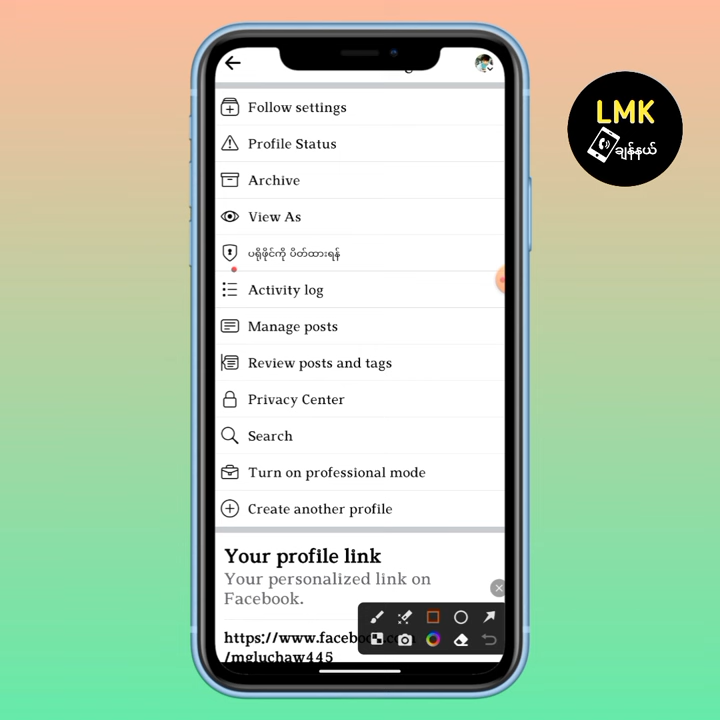 LMK
ချန်နယ်
Follow settings
Profile Status
Archive
View As
ပရိုဖိုင်ကို ပိတ်ထားရန်
Activity log
Manage posts
Review posts and tags
Privacy Center
Search
Turn on professional mode
Create another profile
Your profile link
Your personalized link on
Facebook.
https://www.facebook.com
/mgluchaw445